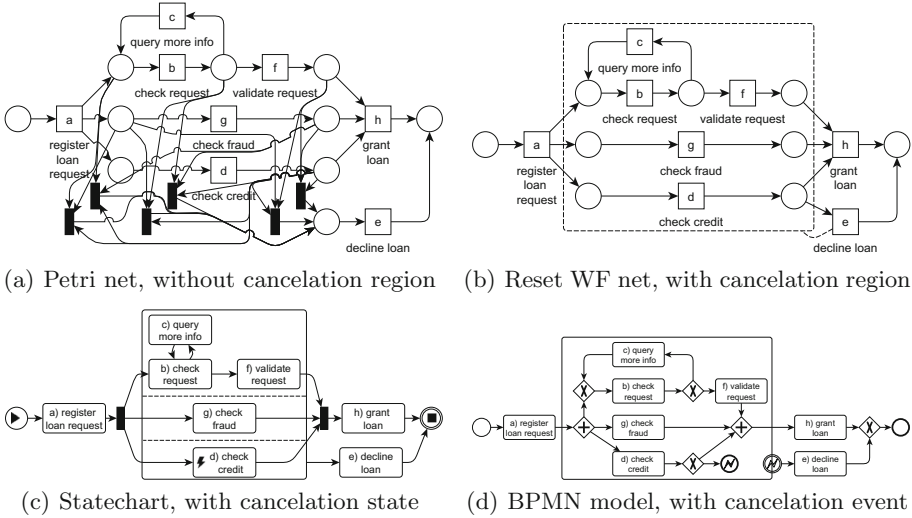 c
query more info
b
f
check request
validate request
a
g
h
register
loan
request
check fraud
grant
loan
d
check credit
e
decline loan
(a) Petri net, without cancelation region
c
query more info
b
f
check request
validate request
a
g
h
register
loan
request
check fraud
grant
loan
d
check credit
e
decline loan
(b) Reset WF net, with cancelation region
c) query
more info
b) check
request
f) validate
request
a) register
loan request
g) check
fraud
h) grant
loan
d) check
credit
e) decline
loan
(c) Statechart, with cancelation state
c) query
more info
b) check
request
f) validate
request
a) register
loan request
g) check
fraud
h) grant
loan
d) check
credit
e) decline
loan
(d) BPMN model, with cancelation event